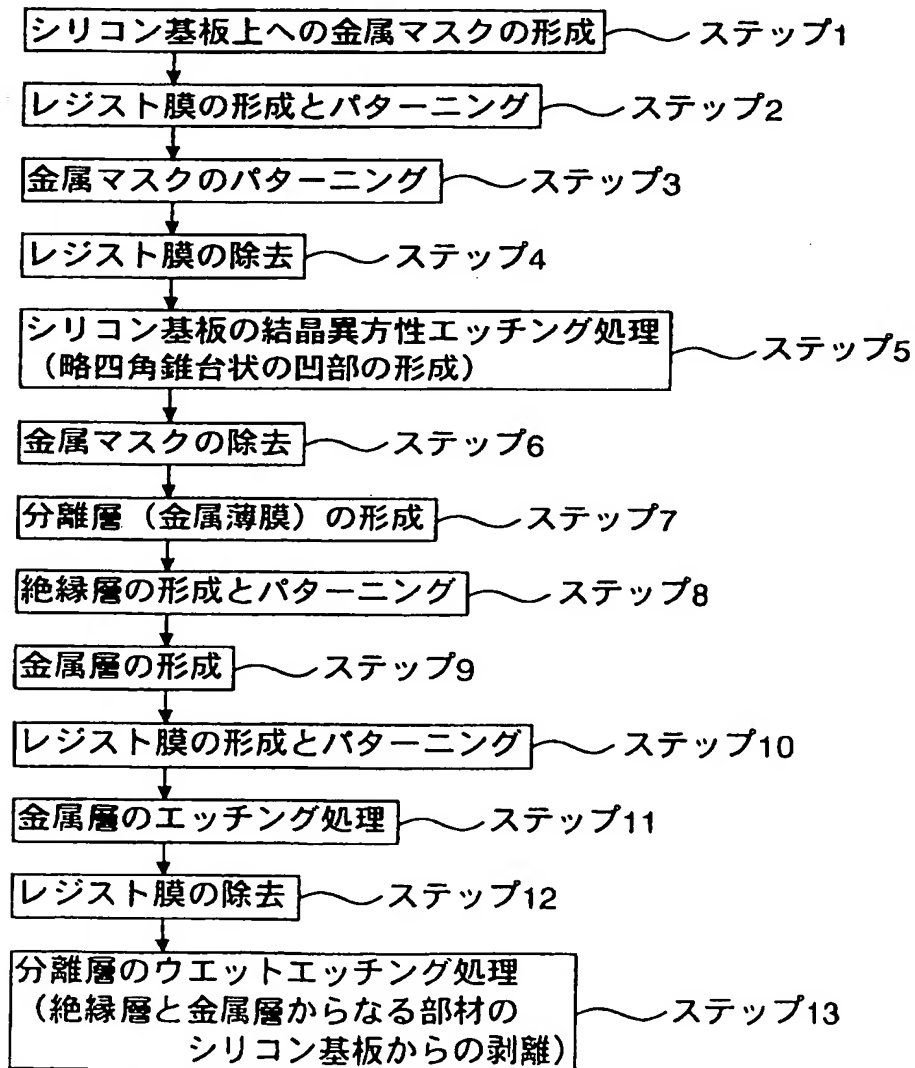 シリコン基板上への金属マスクの形成 ステップ1
レジスト膜の形成とパターニング ステップ2
金属マスクのパターニング ステップ3
レジスト膜の除去 ステップ4
シリコン基板の結晶異方性エッチング処理
(略四角錐台状の凹部の形成) ステップ5
金属マスクの除去 ステップ6
分離層(金属薄膜)の形成 ステップ7
絶縁層の形成とパターニング ステップ8
金属層の形成 ステップ9
レジスト膜の形成とパターニング ステップ10
金属層のエッチング処理 ステップ11
レジスト膜の除去 ステップ12
分離層のウエットエッチング処理
(絶縁層と金属層からなる部材の ステップ13
シリコン基板からの剥離)